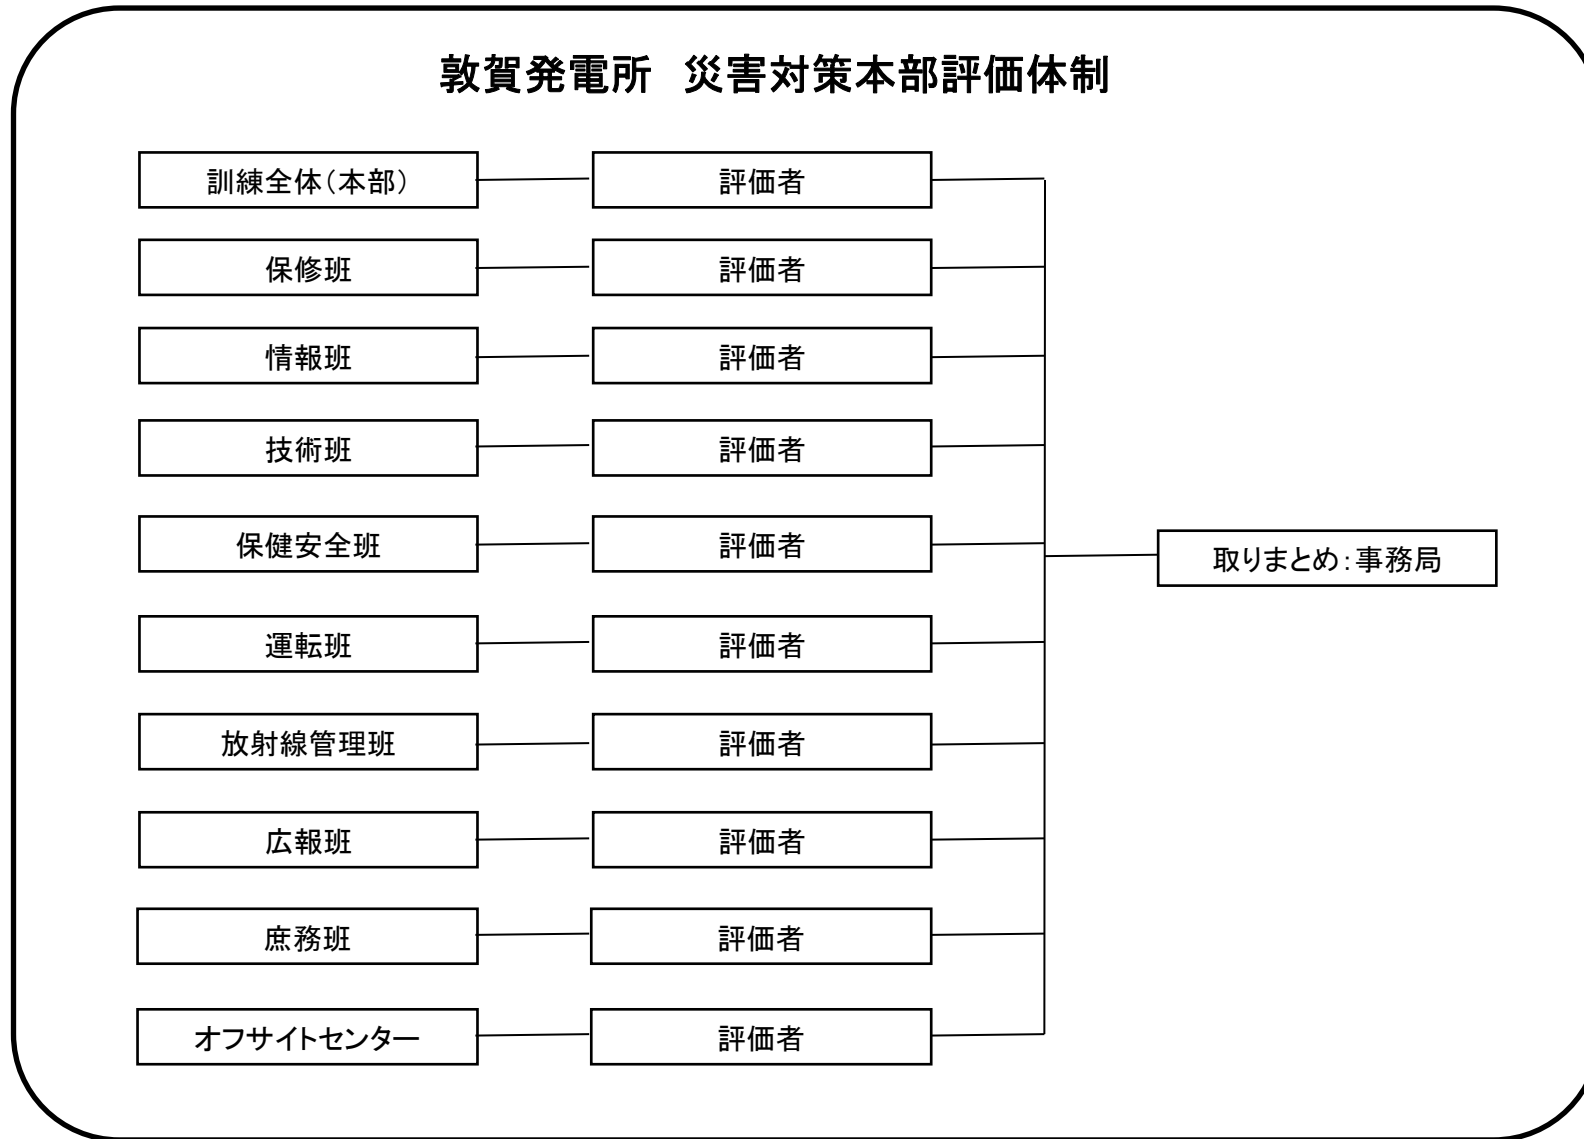 敦賀発電所　災害対策本部評価体制
訓練全体（本部）
評価者
保修班
評価者
情報班
評価者
技術班
評価者
保健安全班
評価者
取りまとめ：事務局
運転班
評価者
放射線管理班
評価者
広報班
評価者
庶務班
評価者
オフサイトセンター
評価者